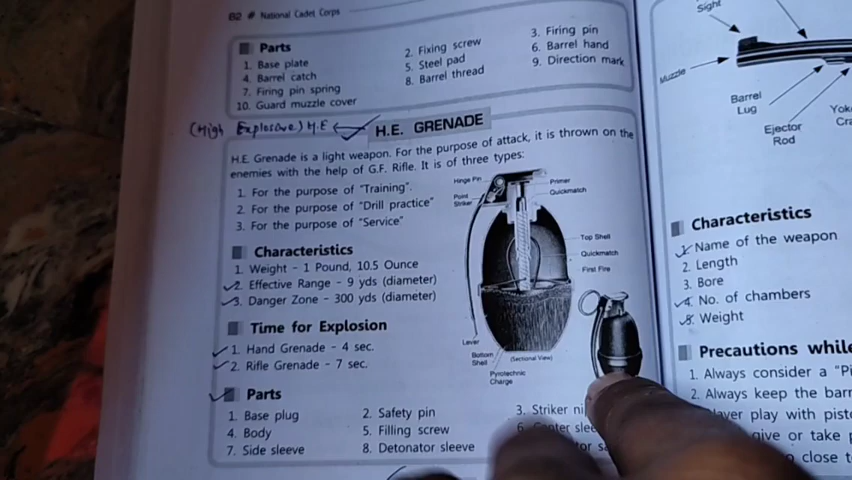 82 # National Cadet Corps
Parts
1. Base plate
2. Fixing screw
3. Firing pin
4. Barrel catch
5. Steel pad
6. Barrel hand
7. Firing pin spring
8. Barrel thread
9. Direction mark
10. Guard muzzle cover
(High Explosive) H.E
H.E. GRENADE
H.E. Grenade is a light weapon. For the purpose of attack, it is thrown on the
enemies with the help of G.F. Rifle. It is of three types:
1. For the purpose of "Training".
2. For the purpose of "Drill practice"
3. For the purpose of "Service"
Characteristics
1. Weight – 1 Pound, 10.5 Ounce
2. Effective Range – 9 yds (diameter)
3. Danger Zone – 300 yds (diameter)
Time for Explosion
1. Hand Grenade – 4 sec.
2. Rifle Grenade – 7 sec.
Hinge Pin
Primer
Quickmatch
Point
Striker
Top Shell
Quickmatch
First Fire
Lever
Bottom
Shell
(Sectional View)
Pyrotechnic
Charge
Parts
1. Base plug
2. Safety pin
3. Striker
4. Body
5. Filling screw
6.
7. Side sleeve
8. Detonator sleeve
Sight
Muzzle
Barrel
Lug
Ejector
Rod
Characteristics
1. Name of the weapon
2. Length
3. Bore
4. No. of chambers
5. Weight
Precautions while
1. Always consider a
2. Always keep the
play with
give or take
close to